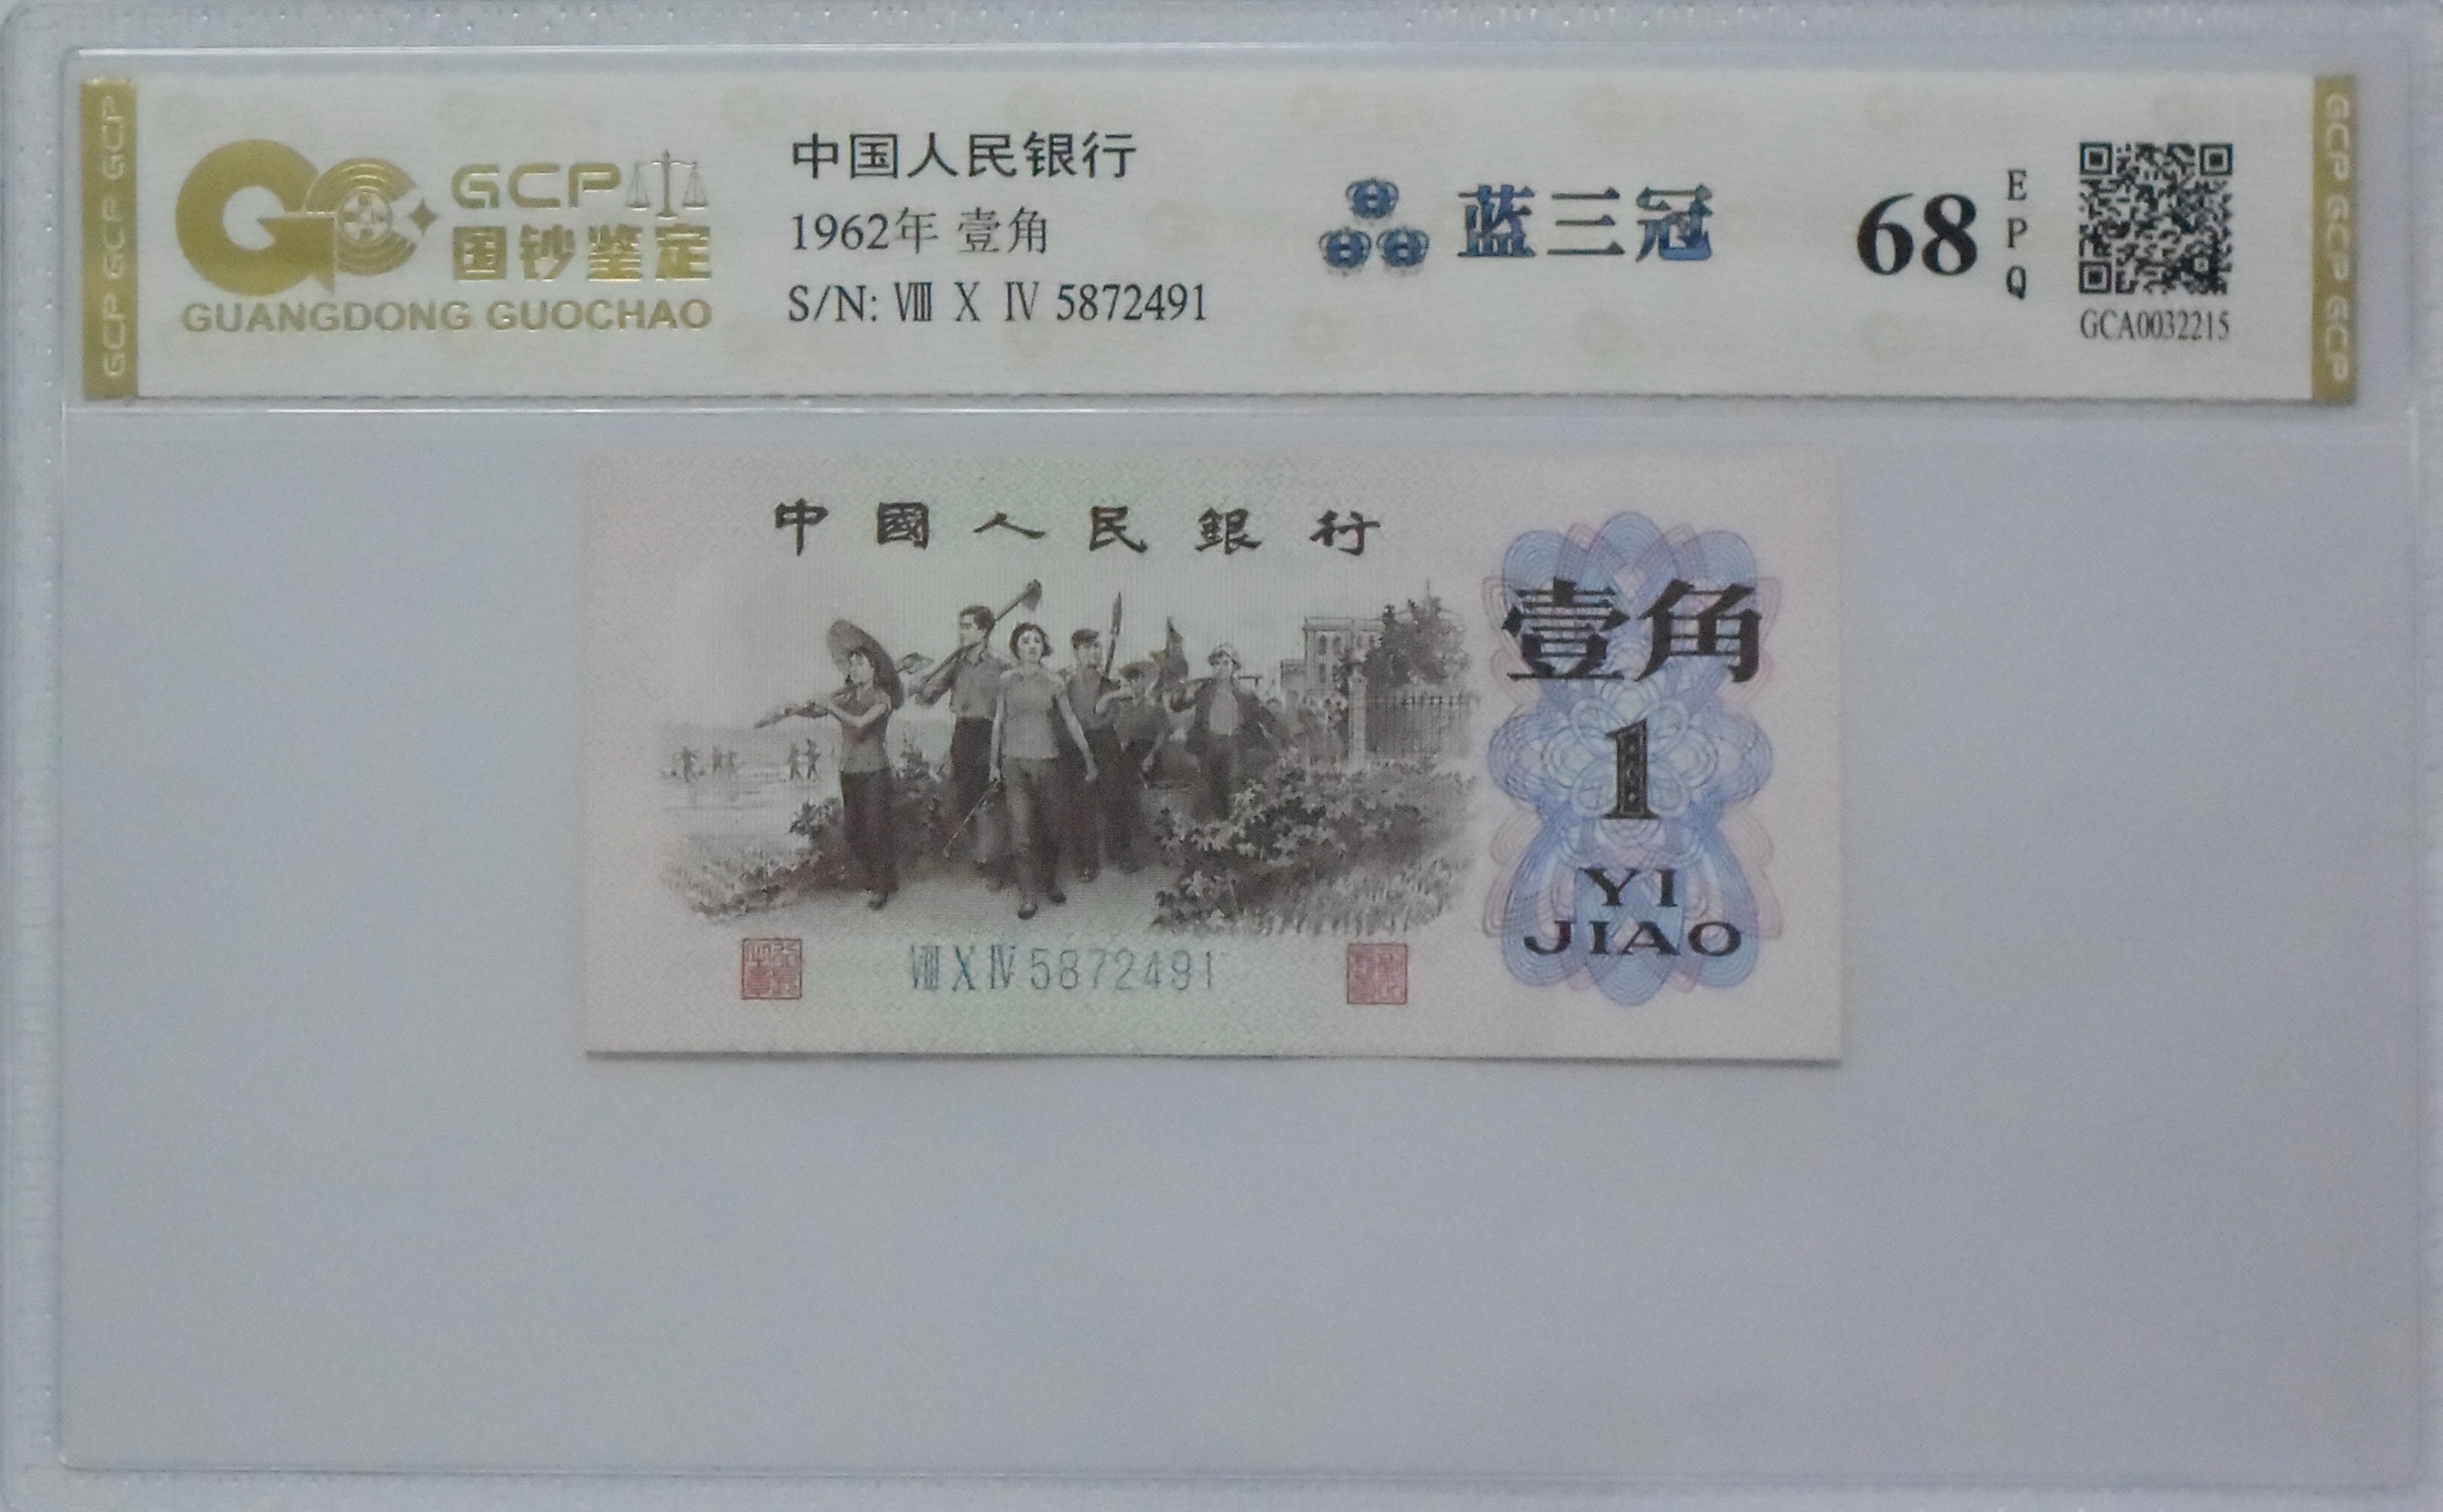 GCP GCP GCP
GCP
国钞鉴定
GUANGDONG GUOCHAO
中国人民银行
1962年 壹角
S/N: Ⅷ Ⅹ Ⅳ 5872491
蓝三冠
68
E
P
Q
GCA0032215
GCP GCP GCP
中國人民銀行
壹角
1
YI
JIAO
Ⅷ Ⅹ Ⅳ 5872491